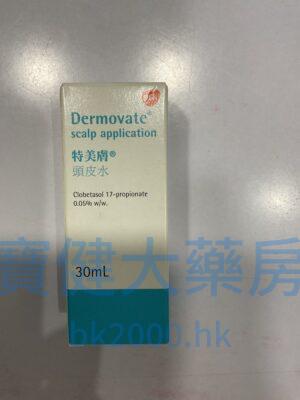 Dermovate®
scalp application
特美膚®
頭皮水
Clobetasol 17-propionate
0.05% w/w.
30mL
寶健大藥房
bk2000.hk